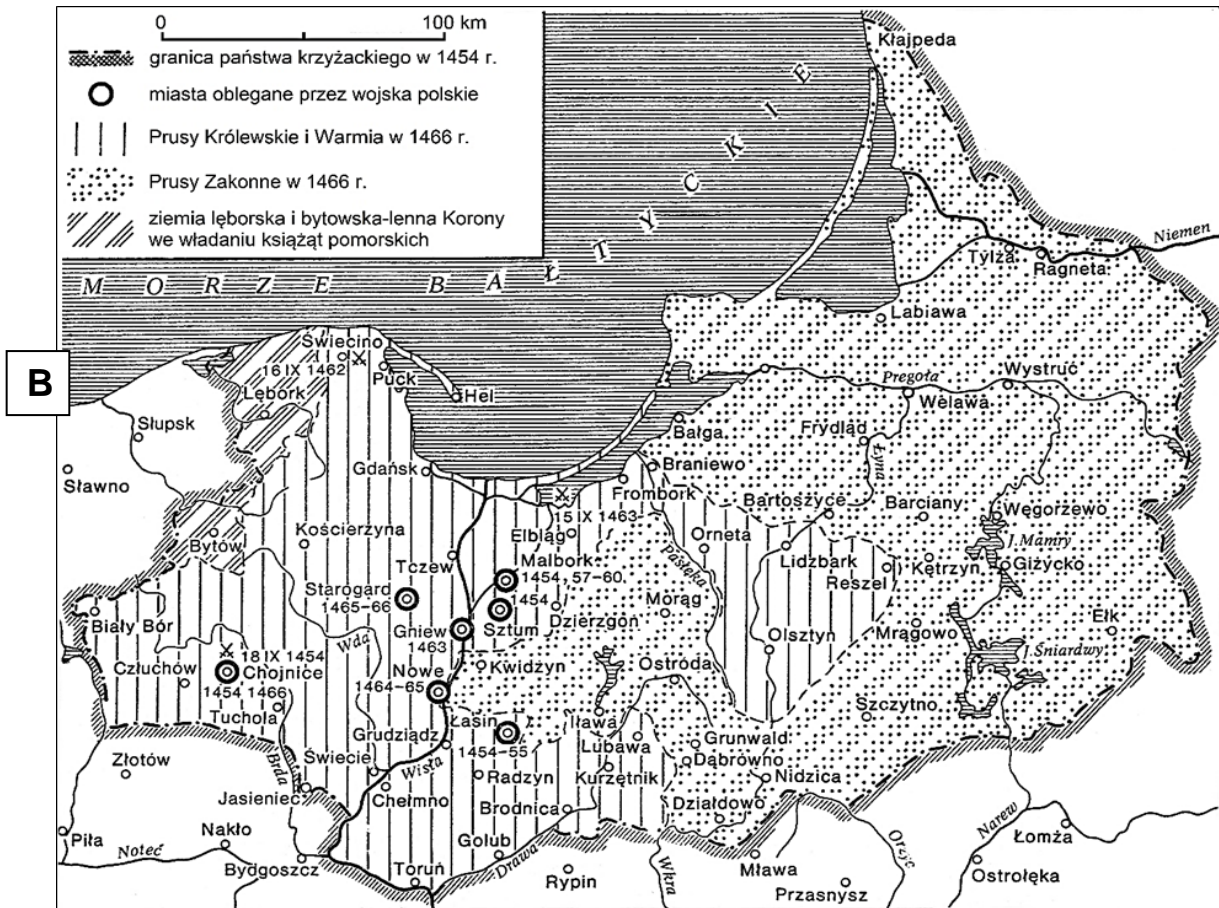 0 100 km
granica państwa krzyżackiego w 1454 r.
miasta oblegane przez wojska polskie
Prusy Królewskie i Warmia w 1466 r.
Prusy Zakonne w 1466 r.
ziemia lęborska i bytowska-lenna Korony
we władaniu książąt pomorskich
B
MORZE BAŁTYCKIE
Kłajpeda
Niemen
Tylża
Ragneta
Labiawa
Świecino
16 IX 1462
Puck
Hel
Lębork
Słupsk
Sławno
Gdańsk
Pregoła
Wystruć
Welawa
Bałga
Frydląd
Łyna
Braniewo
Frombork
15 IX 1463
Elbląg
Bartoszyce
Barciany
Węgorzewo
J.Mamry
Giżycko
Orneta
Lidzbark
Reszel
Kętrzyn
Kościerzyna
Bytów
Tczew
Malbork
1454, 57–60
Starogard
1465–66
1454
Sztum
Dzierzgoń
Pasłęka
Morąg
Gniew
1463
Wda
Biały Bór
Człuchów
18 IX 1454
Chojnice
1454 1466
Tuchola
Nowe
1464–65
Kwidzyn
Ostróda
Olsztyn
Mrągowo
Ełk
J.Śniardwy
Szczytno
Łasin
1454–55
Iława
Grudziądz
Lubawa
Grunwald
Dąbrówno
Kurzętnik
Nidzica
Złotów
Brda
Świecie
Wisła
Radzyn
Chełmno
Brodnica
Działdowo
Jasieniec
Piła
Nakło
Noteć
Bydgoszcz
Toruń
Golub
Drawa
Rypin
Wkra
Mława
Przasnysz
Orzyc
Narew
Łomża
Ostrołęka